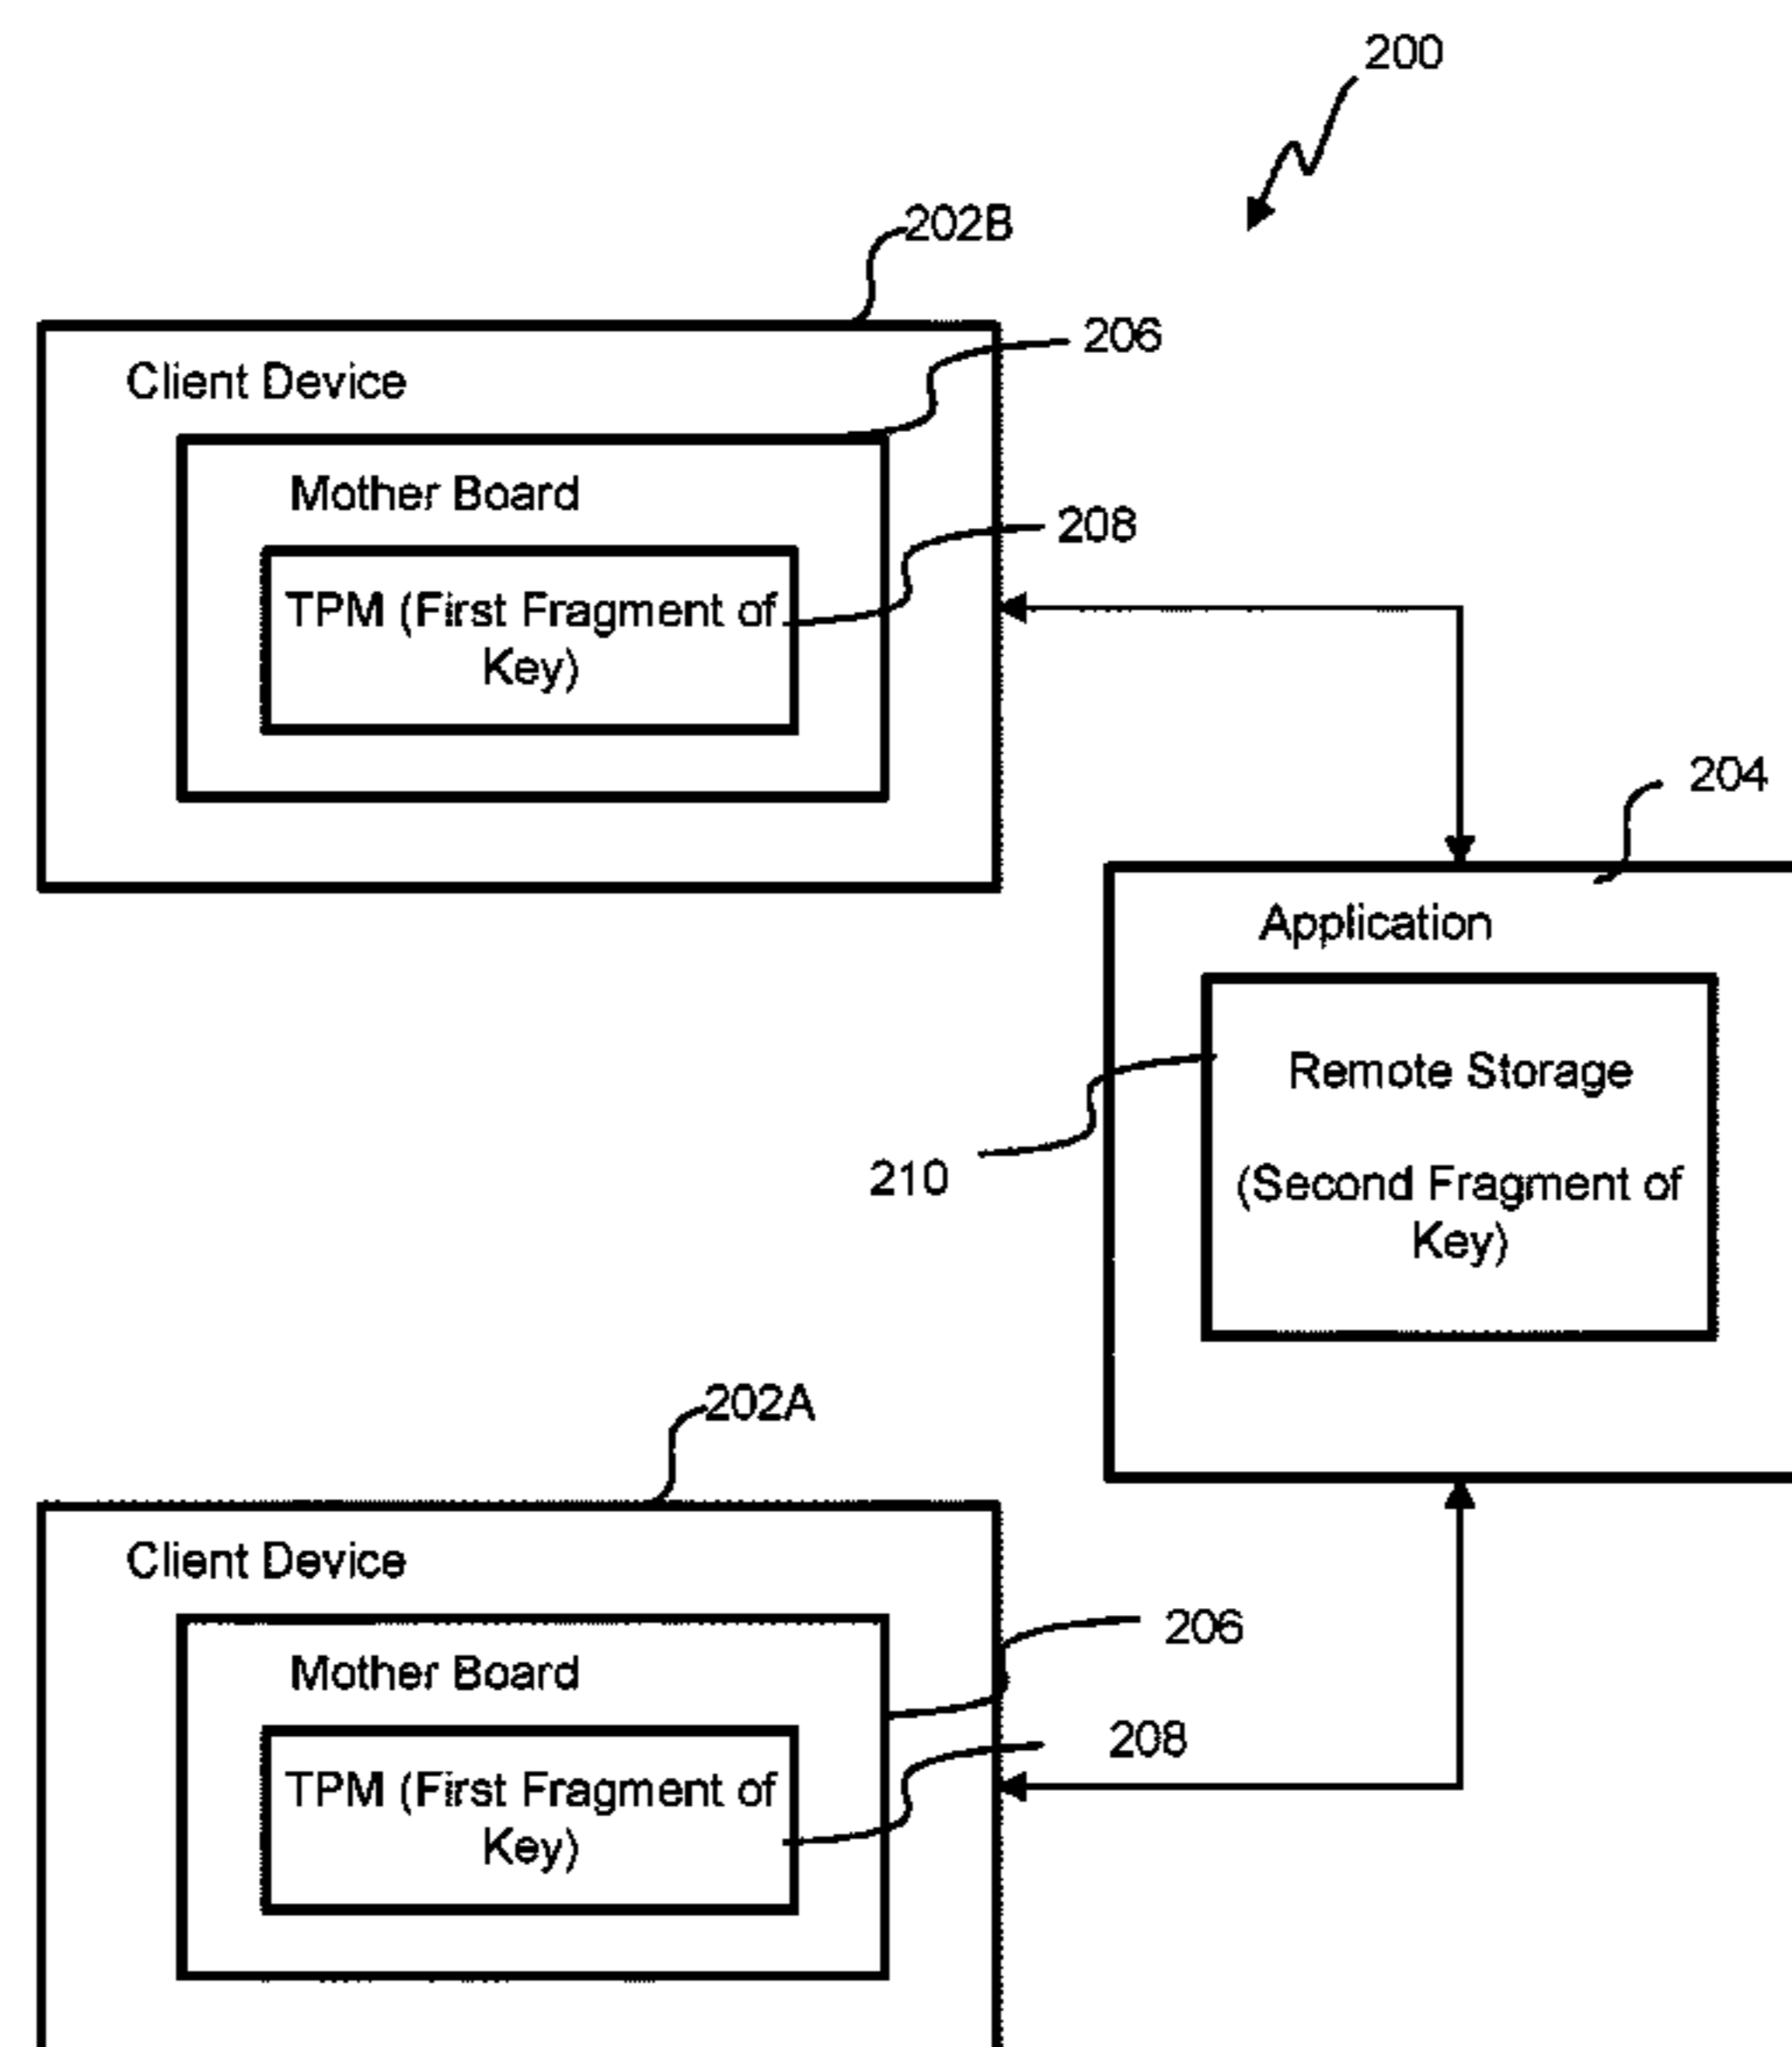 200
202B
206
Client Device
Mother Board
208
TPM (First Fragment of
Key)
204
Application
Remote Storage
210
(Second Fragment of
Key)
202A
Client Device
206
Mother Board
208
TPM (First Fragment of
Key)